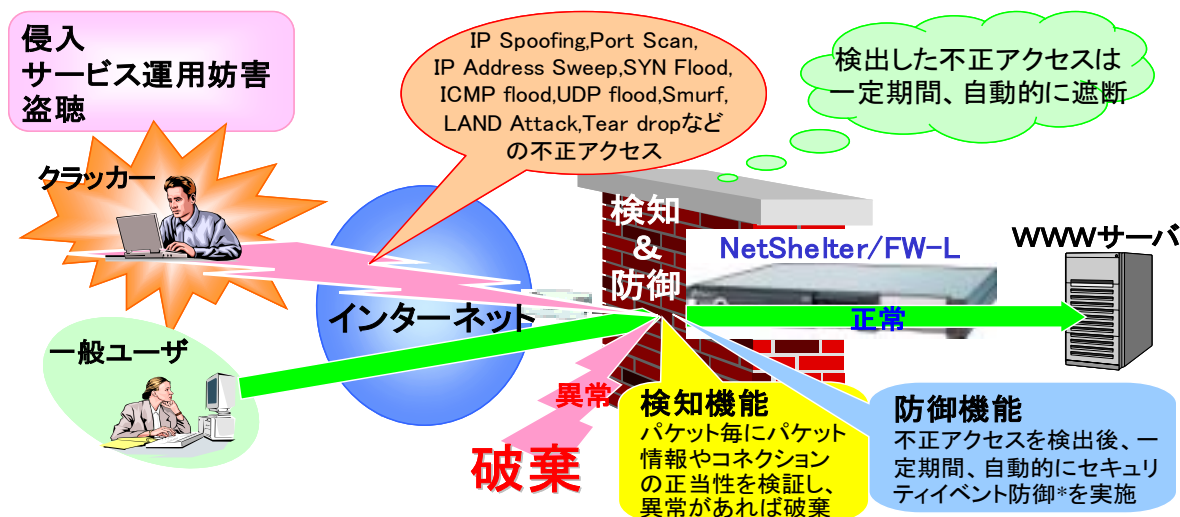 侵入
サービス運用妨害
盗聴
IP Spoofing,Port Scan,
IP Address Sweep,SYN Flood,
ICMP flood,UDP flood,Smurf,
LAND Attack,Tear dropなど
の不正アクセス
検出した不正アクセスは
一定期間、自動的に遮断
クラッカー
検知
&
防御
NetShelter/FW-L
WWWサーバ
インターネット
正常
一般ユーザ
異常
破棄
検知機能
パケット毎にパケット
情報やコネクション
の正当性を検証し、
異常があれば破棄
防御機能
不正アクセスを検出後、一
定期間、自動的にセキュリ
ティイベント防御*を実施